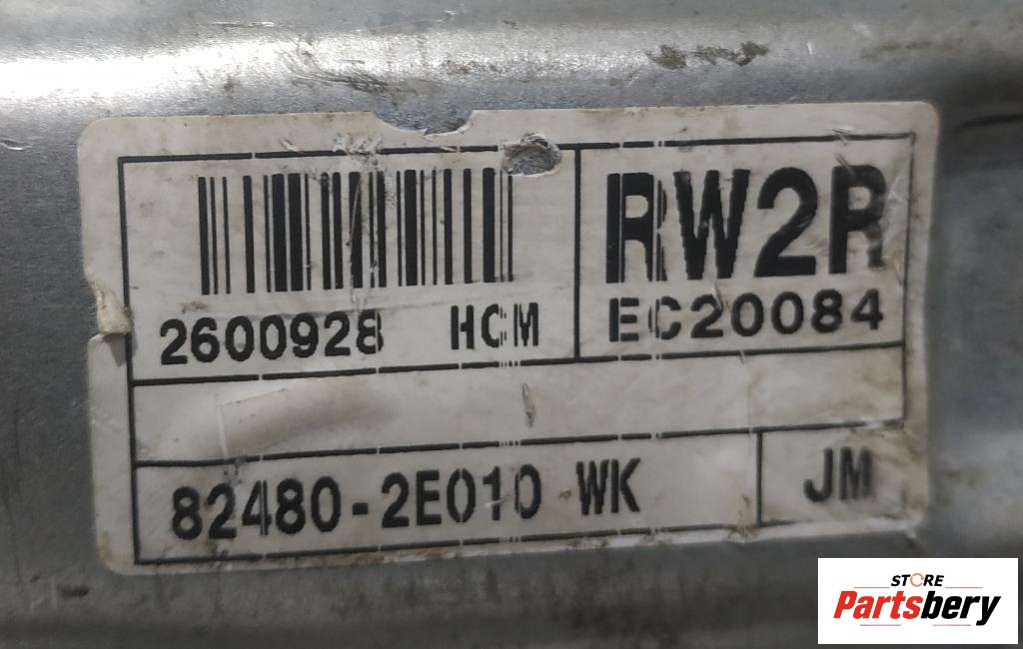 RW2R
2600928 HCM
EC20084
82480-2E010 WK
JM
STORE
Partsbery